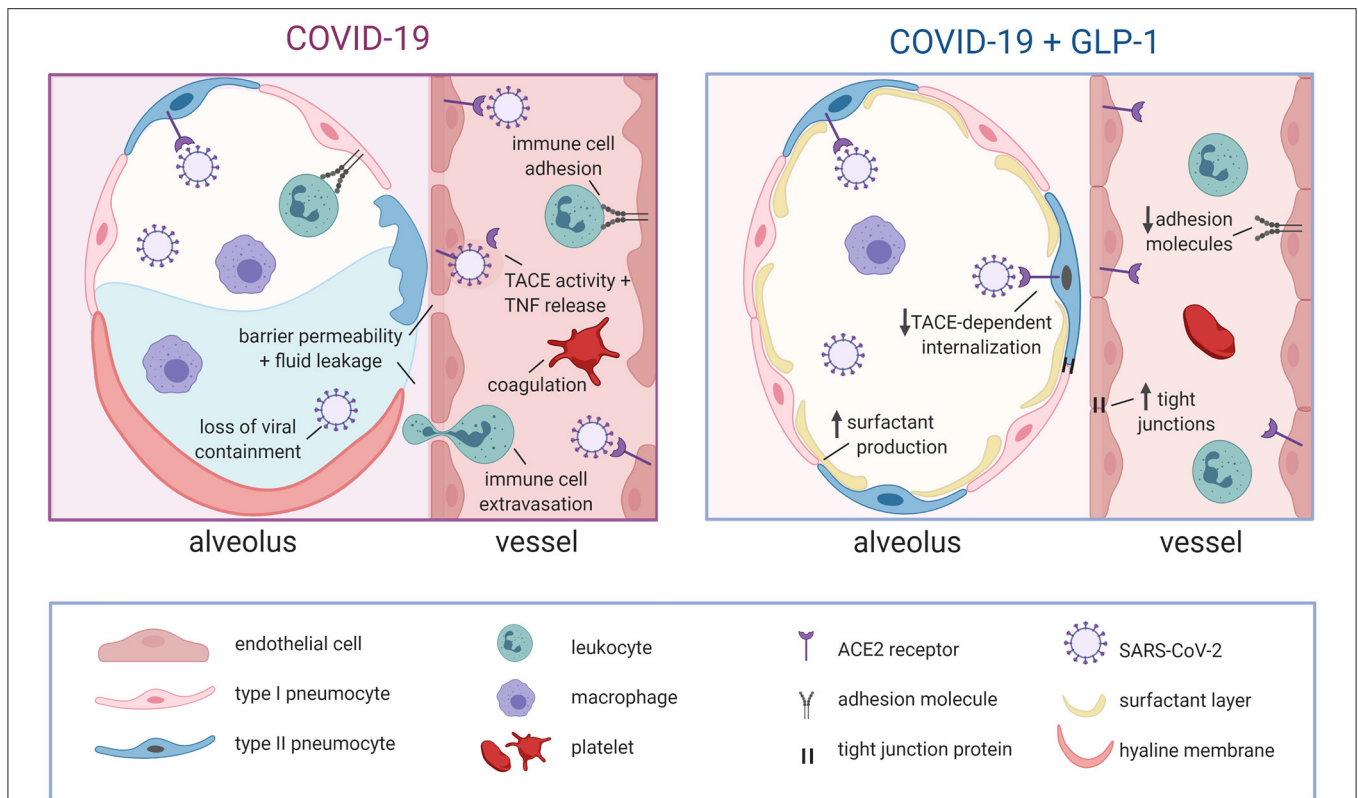 COVID-19
immune cell
adhesion
TACE activity +
TNF release
barrier permeability
+ fluid leakage
coagulation
loss of viral
containment
immune cell
extravasation
alveolus
vessel
COVID-19 + GLP-1
adhesion
molecules
TACE-dependent
internalization
surfactant
production
tight
junctions
alveolus
vessel
endothelial cell
type I pneumocyte
type II pneumocyte
leukocyte
macrophage
platelet
ACE2 receptor
adhesion molecule
tight junction protein
SARS-CoV-2
surfactant layer
hyaline membrane